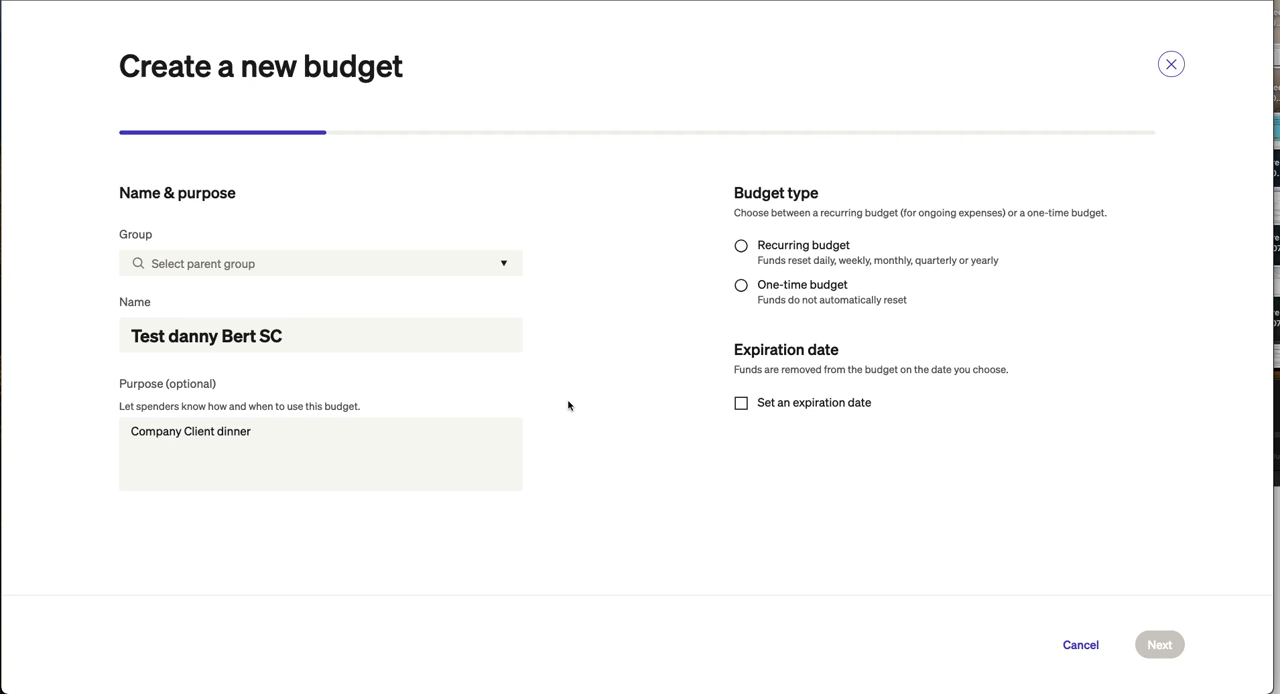 Create a new budget
Name & purpose
Group
Select parent group
Name
Test danny Bert SC
Purpose (optional)
Let spenders know how and when to use this budget.
Company Client dinner
Budget type
Choose between a recurring budget (for ongoing expenses) or a one-time budget.
Recurring budget
Funds reset daily, weekly, monthly, quarterly or yearly
One-time budget
Funds do not automatically reset
Expiration date
Funds are removed from the budget on the date you choose.
Set an expiration date
Cancel
Next